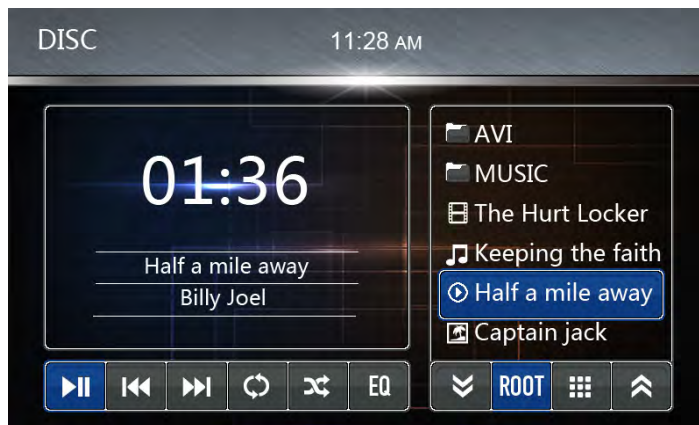 DISC
11:28 AM
01:36
Half a mile away
Billy Joel
AVI
MUSIC
The Hurt Locker
Keeping the faith
Half a mile away
Captain jack
EQ
ROOT